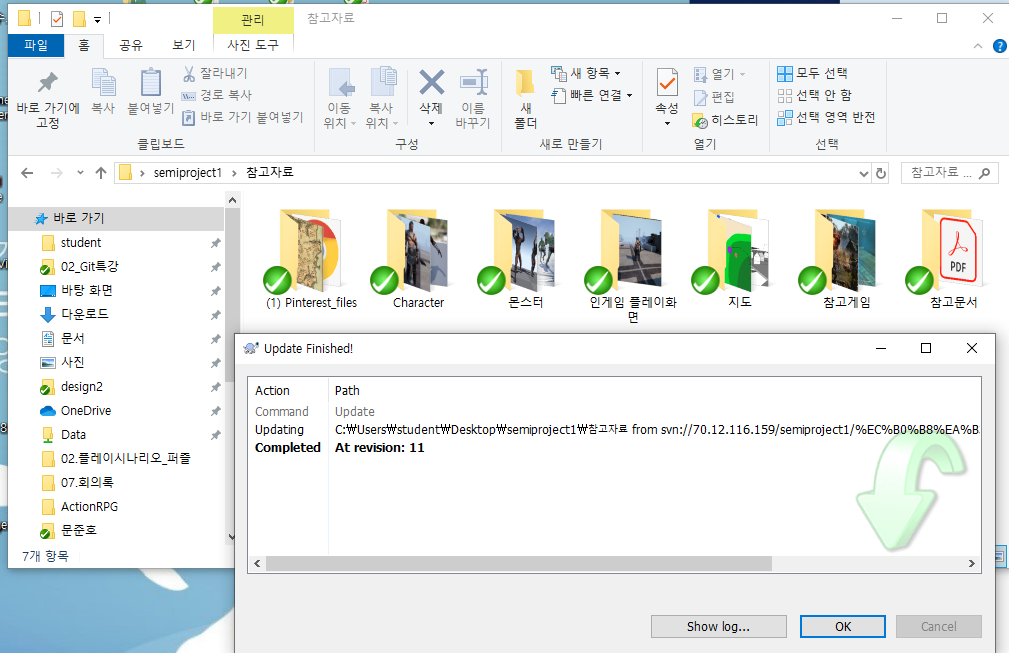 관리
참고자료
파일
홈
공유
보기
사진 도구
바로 가기에
고정
복사
붙여넣기
잘라내기
경로 복사
바로 가기 붙여넣기
클립보드
이동
위치
복사
위치
삭제
이름
바꾸기
구성
새
폴더
새 항목
빠른 연결
새로 만들기
속성
열기
편집
히스토리
열기
모두 선택
선택 안 함
선택 영역 반전
선택
semiproject1 > 참고자료
참고자료 ...
바로 가기
student
02_Git특강
바탕 화면
다운로드
문서
사진
design2
OneDrive
Data
02.플레이시나리오_퍼즐
07.회의록
ActionRPG
문준호
7개 항목
(1) Pinterest_files
Character
몬스터
인게임 플레이화
면
지도
참고게임
PDF
참고문서
Update Finished!
Action Path
Command Update
Updating C:₩Users₩student₩Desktop₩semiproject1₩참고자료 from svn://70.12.116.159/semiproject1/%EC%B0%B8%EA%B
Completed At revision: 11
Show log...
OK
Cancel